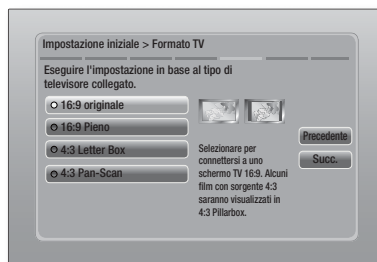 Impostazione iniziale > Formato TV
Eseguire l'impostazione in base al tipo di
televisore collegato.
16:9 originale
16:9 Pieno
4:3 Letter Box
4:3 Pan-Scan
Selezionare per
connettersi a uno
schermo TV 16:9. Alcuni
film con sorgente 4:3
saranno visualizzati in
4:3 Pillarbox.
Precedente
Succ.